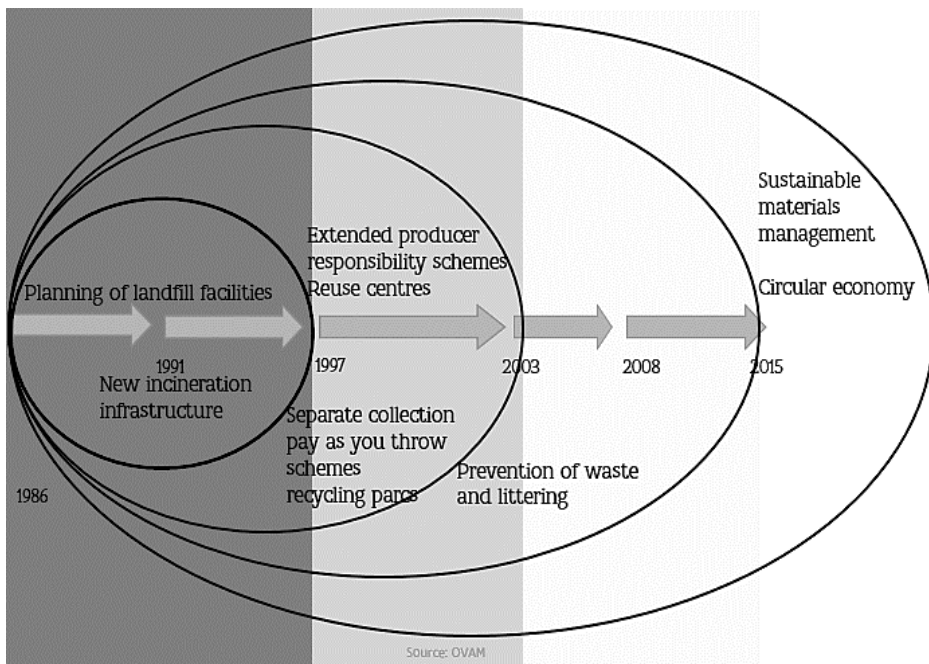 Sustainable
materials
management
Circular economy
Extended producer
responsibility schemes
Reuse centres
Planning of landfill facilities
1991
1997
2003
2008
2015
New incineration
infrastructure
Separate collection
pay as you throw
schemes
recycling parcs
Prevention of waste
and littering
1986
Source: OVAM